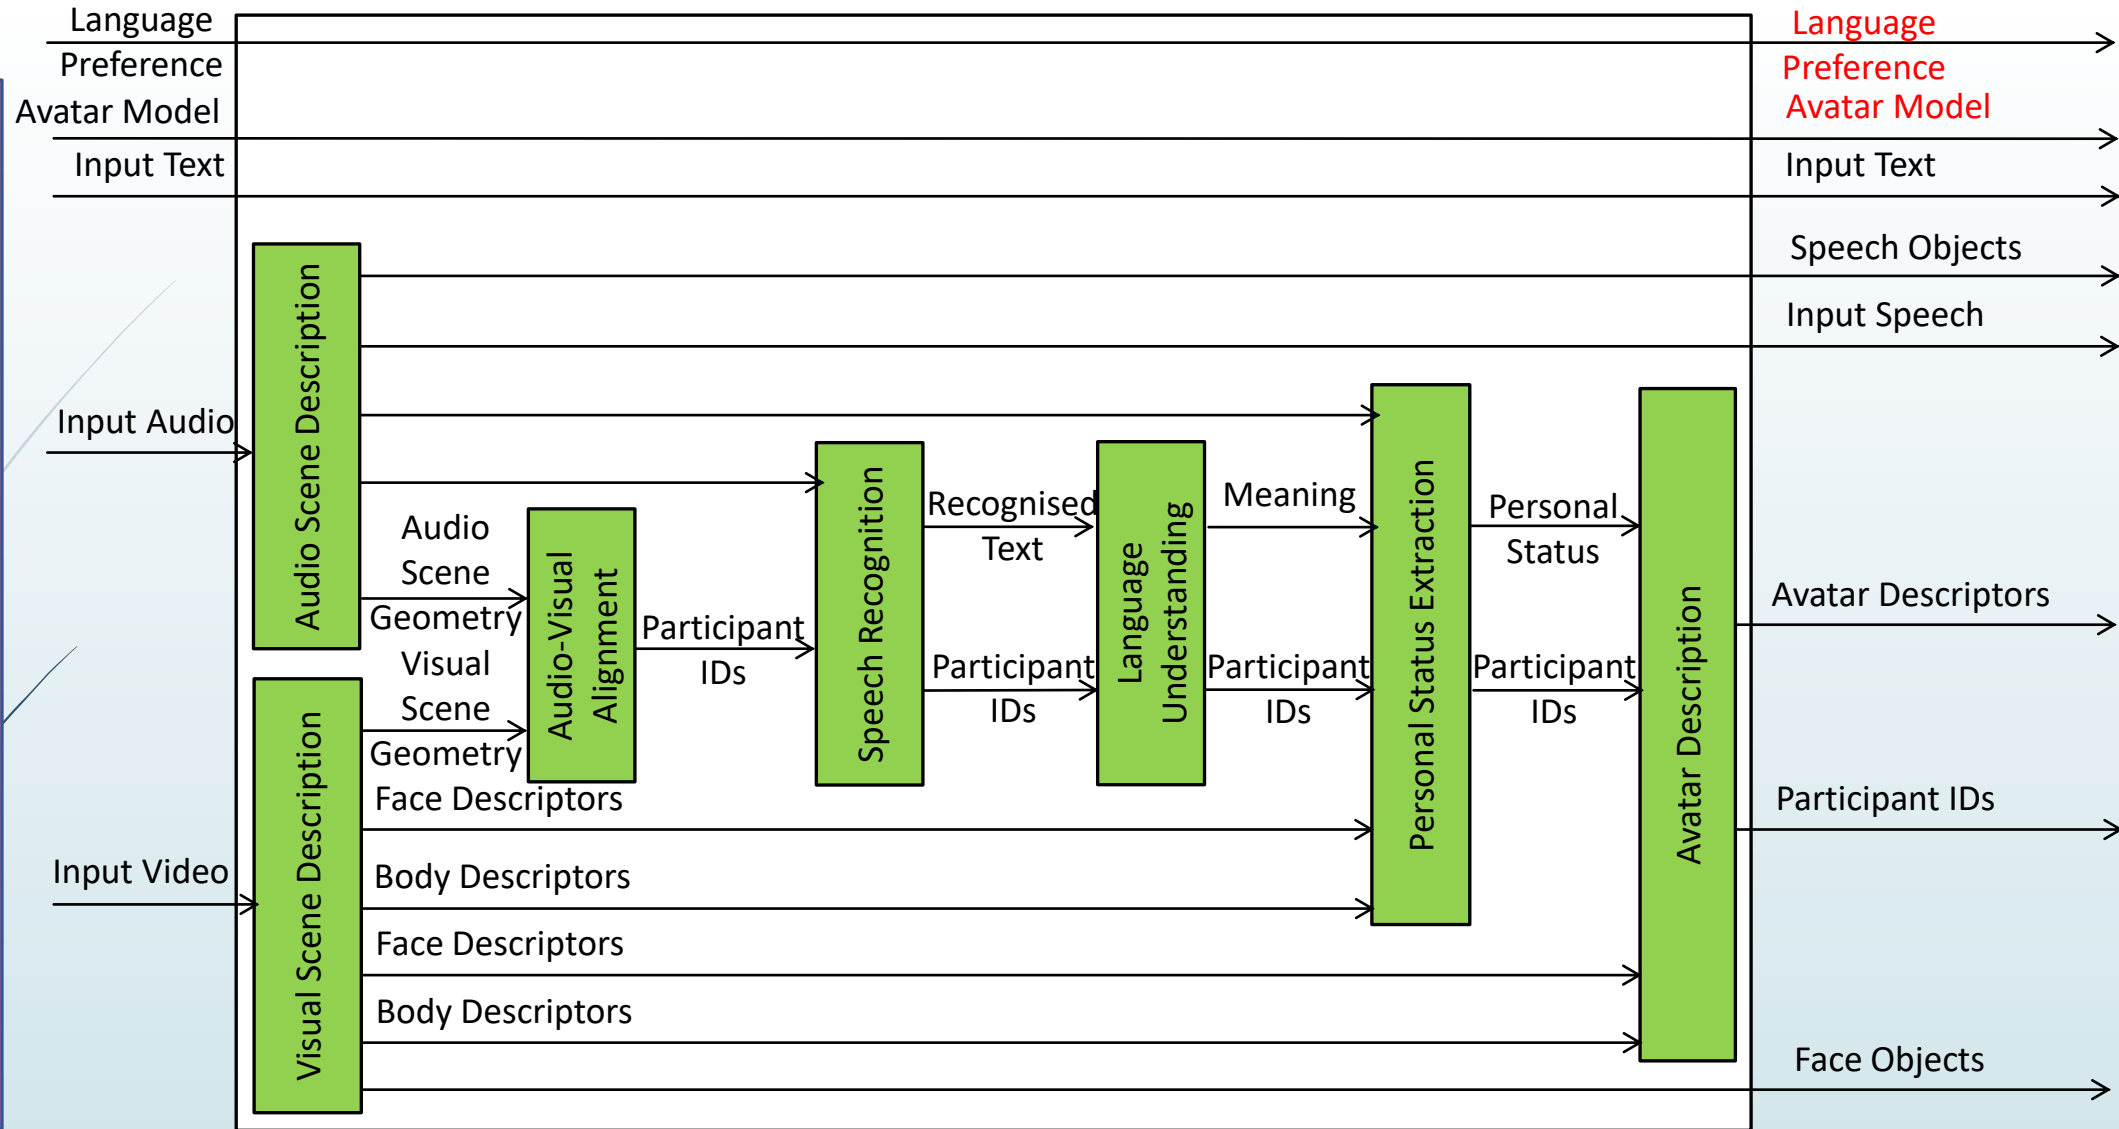 Language
Preference
Avatar Model
Input Text
Input Audio
Input Video
Audio Scene Description
Visual Scene Description
Audio
Scene
Geometry
Visual
Scene
Geometry
Face Descriptors
Body Descriptors
Face Descriptors
Body Descriptors
Audio-Visual
Alignment
Participant
IDs
Speech Recognition
Recognised
Text
Participant
IDs
Language
Understanding
Meaning
Participant
IDs
Personal Status Extraction
Personal
Status
Participant
IDs
Avatar Description
Language
Preference
Avatar Model
Input Text
Speech Objects
Input Speech
Avatar Descriptors
Participant IDs
Face Objects